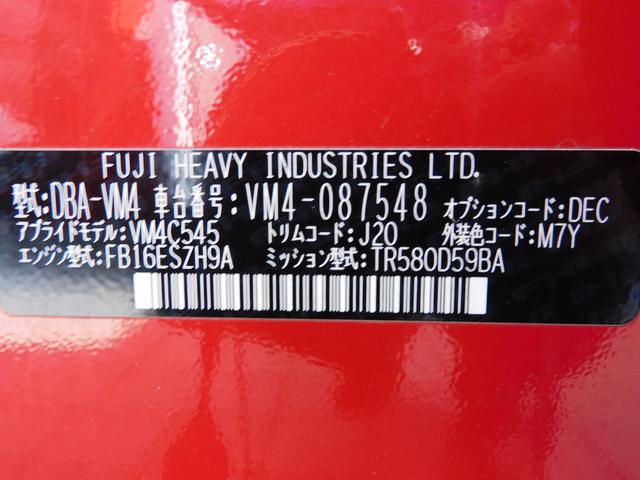 FUJI HEAVY INDUSTRIES LTD.
型式:DBA-VM4 車台番号:VM4-087548 オプションコード:DEC
アプライドモデル:VM4C545 トリムコード:J20 外装色コード:M7Y
エンジン型式:FB16ESZH9A ミッション型式:TR580D59BA